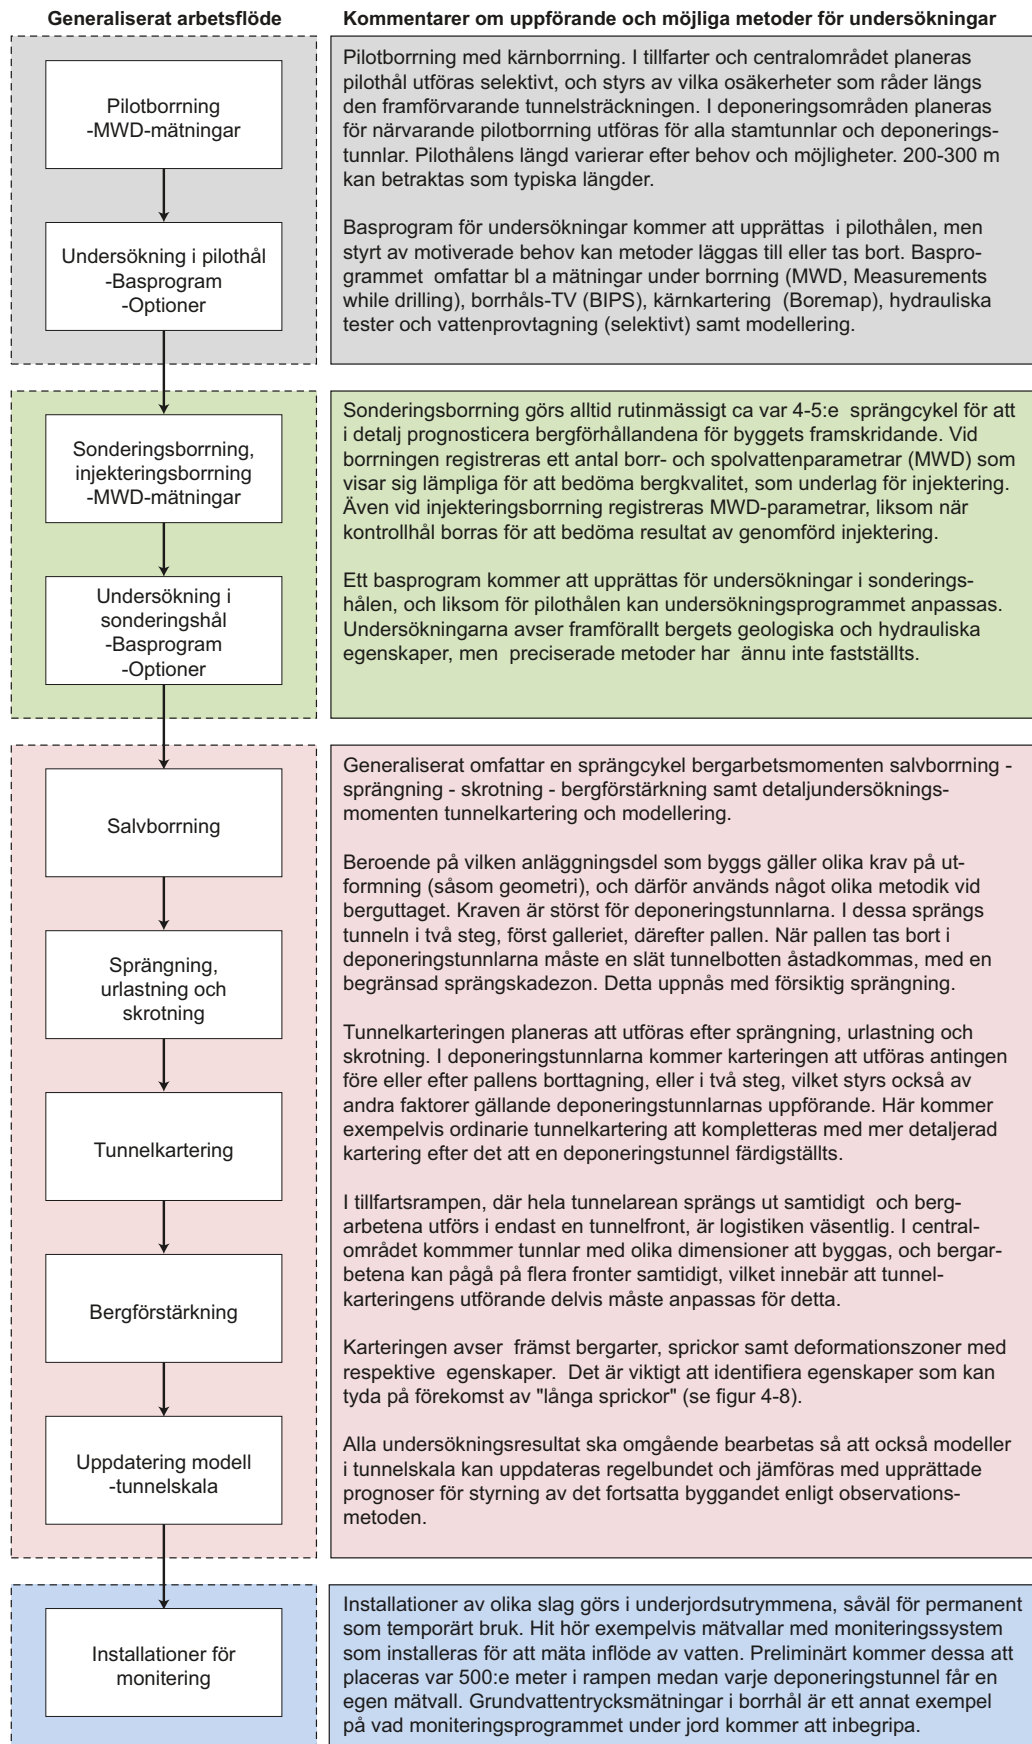 Generaliserat arbetsflöde
Kommentarer om uppförande och möjliga metoder för undersökningar
Pilotborrning
-MWD-mätningar
Pilotborrning med kärnborrning. I tillfarter och centralområdet planeras
pilothål utföras selektivt, och styrs av vilka osäkerheter som råder längs
den framförvarande tunnelsträckningen. I deponeringsområden planeras
för närvarande pilotborrning utföras för alla stamtunnlar och deponerings-
tunnlar. Pilothålens längd varierar efter behov och möjligheter. 200-300 m
kan betraktas som typiska längder.
Undersökning i pilothål
-Basprogram
-Optioner
Basprogram för undersökningar kommer att upprättas i pilothålen, men
styrt av motiverade behov kan metoder läggas till eller tas bort. Baspro-
grammet omfattar bl a mätningar under borrning (MWD, Measurements
while drilling), borrhåls-TV (BIPS), kärnkartering (Boremap), hydrauliska
tester och vattenprovtagning (selektivt) samt modellering.
Sonderingsborrning,
injekteringsborrning
-MWD-mätningar
Sonderingsborrning görs alltid rutinmässigt ca var 4-5:e sprängcykel för att
i detalj prognosticera bergförhållandena för byggets framskridande. Vid
borrningen registreras ett antal borr- och spolvattenparametrar (MWD) som
visar sig lämpliga för att bedöma bergkvalitet, som underlag för injektering.
Även vid injekteringsborrning registreras MWD-parametrar, liksom när
kontrollhål borras för att bedöma resultat av genomförd injektering.
Undersökning i
sonderingshål
-Basprogram
-Optioner
Ett basprogram kommer att upprättas för undersökningar i sonderings-
hålen, och liksom för pilothålen kan undersökningsprogrammet anpassas.
Undersökningarna avser framförallt bergets geologiska och hydrauliska
egenskaper, men preciserade metoder har ännu inte fastställts.
Salvborrning
Sprängning,
urlastning och
skrotning
Tunnelkartering
Bergförstärkning
Uppdatering modell
-tunnelskala
Generaliserat omfattar en sprängcykel bergarbetsmomenten salvborrning -
sprängning - skrotning - bergförstärkning samt detaljundersöknings-
momenten tunnelkartering och modellering.
Beroende på vilken anläggningsdel som byggs gäller olika krav på ut-
formning (såsom geometri), och därför används något olika metodik vid
berguttaget. Kraven är störst för deponeringstunnlarna. I dessa sprängs
tunneln i två steg, först galleriet, därefter pallen. När pallen tas bort i
deponeringstunnlarna måste en slät tunnelbotten åstadkommas, med en
begränsad sprängskadezon. Detta uppnås med försiktig sprängning.
Tunnelkarteringen planeras att utföras efter sprängning, urlastning och
skrotning. I deponeringstunnlarna kommer karteringen att utföras antingen
före eller efter pallens borttagning, eller i två steg, vilket styrs också av
andra faktorer gällande deponeringstunnlarnas uppförande. Här kommer
exempelvis ordinarie tunnelkartering att kompletteras med mer detaljerad
kartering efter det att en deponeringstunnel färdigställts.
I tillfartsrampen, där hela tunnelarean sprängs ut samtidigt och berg-
arbetena utförs i endast en tunnelfront, är logistiken väsentlig. I central-
området kommmer tunnlar med olika dimensioner att byggas, och bergar-
betena kan pågå på flera fronter samtidigt, vilket innebär att tunnel-
karteringens utförande delvis måste anpassas för detta.
Karteringen avser främst bergarter, sprickor samt deformationszoner med
respektive egenskaper. Det är viktigt att identifiera egenskaper som kan
tyda på förekomst av "långa sprickor" (se figur 4-8).
Alla undersökningsresultat ska omgående bearbetas så att också modeller
i tunnelskala kan uppdateras regelbundet och jämföras med upprättade
prognoser för styrning av det fortsatta byggandet enligt observations-
metoden.
Installationer för
monitering
Installationer av olika slag görs i underjordsutrymmena, såväl för permanent
som temporärt bruk. Hit hör exempelvis mätvallar med moniteringssystem
som installeras för att mäta inflöde av vatten. Preliminärt kommer dessa att
placeras var 500:e meter i rampen medan varje deponeringstunnel får en
egen mätvall. Grundvattentrycksmätningar i borrhål är ett annat exempel
på vad moniteringsprogrammet under jord kommer att inbegripa.